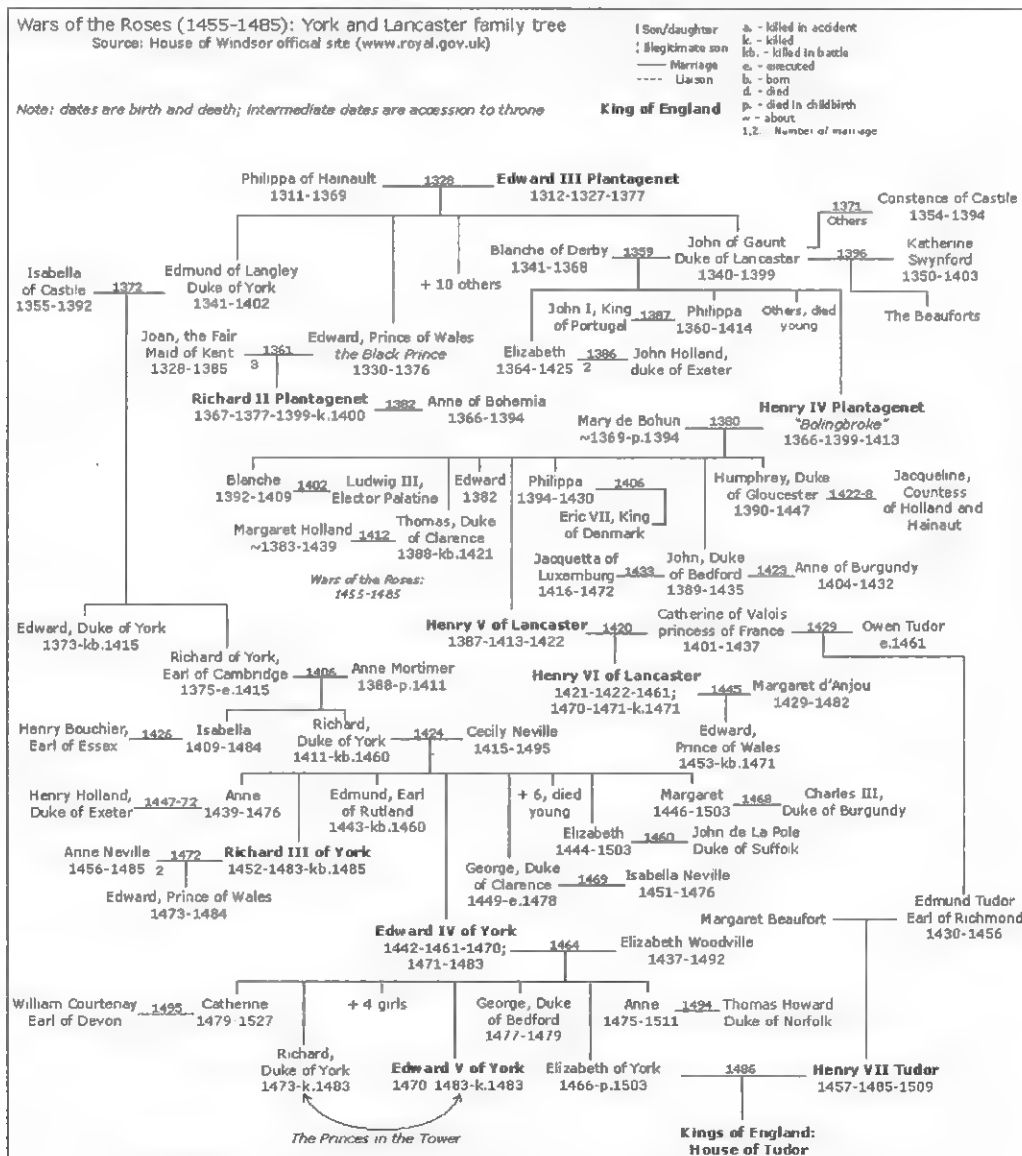 Wars of the Roses (1455-1485): York and Lancaster family tree
Source: House of Windsor official site (www.royal.gov.uk)
Son/daughter
Illegitimate son
Marriage
Liaison
a. - killed in accident
k. - killed
kb. - killed in battle
e. - executed
b. - born
d. - died
p. - died in childbirth
~ - about
1,2. Number of marriage
Note: dates are birth and death; intermediate dates are accession to throne
King of England
Philippa of Hainault
1311-1369
1328
Edward III Plantagenet
1312-1327-1377
1371
Others
Constance of Castile
1354-1394
Isabella
of Castile
1355-1392
1372
Edmund of Langley
Duke of York
1341-1402
+ 10 others
Blanche of Derby
1341-1368
1359
John of Gaunt
Duke of Lancaster
1340-1399
1396
Katherine
Swynford
1350-1403
Joan, the Fair
Maid of Kent
1328-1385
1361
3
Edward, Prince of Wales
the Black Prince
1330-1376
John I, King
of Portugal
1387
Philippa
1360-1414
Others, died
young
The Beauforts
Elizabeth
1364-1425
1386
2
John Holland,
duke of Exeter
Richard II Plantagenet
1367-1377-1399-k.1400
1382
Anne of Bohemia
1366-1394
Mary de Bohun
~1369-p.1394
1380
Henry IV Plantagenet
"Bolingbroke"
1366-1399-1413
Blanche
1392-1409
1402
Ludwig III,
Elector Palatine
Edward
1382
Philippa
1394-1430
1406
Eric VII, King
of Denmark
Humphrey, Duke
of Gloucester
1390-1447
1422-8
Jacqueline,
Countess
of Holland and
Hainaut
Margaret Holland
~1383-1439
1412
Thomas, Duke
of Clarence
1388-kb.1421
Wars of the Roses:
1455-1485
Jacquetta of
Luxemburg
1416-1472
1433
John, Duke
of Bedford
1389-1435
1423
Anne of Burgundy
1404-1432
Edward, Duke of York
1373-kb.1415
Henry V of Lancaster
1387-1413-1422
1420
Catherine of Valois
princess of France
1401-1437
1429
Owen Tudor
e.1461
Richard of York,
Earl of Cambridge
1375-e.1415
1406
Anne Mortimer
1388-p.1411
Henry VI of Lancaster
1421-1422-1461;
1470-1471-k.1471
1445
Margaret d'Anjou
1429-1482
Henry Bouchier,
Earl of Essex
1426
Isabella
1409-1484
Richard,
Duke of York
1411-kb.1460
1424
Cecily Neville
1415-1495
Edward,
Prince of Wales
1453-kb.1471
Henry Holland,
Duke of Exeter
1447-72
Anne
1439-1476
Edmund, Earl
of Rutland
1443-kb.1460
+ 6, died
young
Margaret
1446-1503
1468
Charles III,
Duke of Burgundy
Elizabeth
1444-1503
1460
John de La Pole
Duke of Suffolk
Anne Neville
1456-1485
1472
2
Richard III of York
1452-1483-kb.1485
Edward, Prince of Wales
1473-1484
George, Duke
of Clarence
1449-e.1478
1469
Isabella Neville
1451-1476
Margaret Beaufort
Edmund Tudor
Earl of Richmond
1430-1456
Edward IV of York
1442-1461-1470;
1471-1483
1464
Elizabeth Woodville
1437-1492
William Courtenay
Earl of Devon
1495
Catherine
1479-1527
+ 4 girls
George, Duke
of Bedford
1477-1479
Anne
1475-1511
1494
Thomas Howard
Duke of Norfolk
Richard,
Duke of York
1473-k.1483
Edward V of York
1470 1483-k.1483
Elizabeth of York
1466-p.1503
1486
Henry VII Tudor
1457-1485-1509
The Princes in the Tower
Kings of England:
House of Tudor